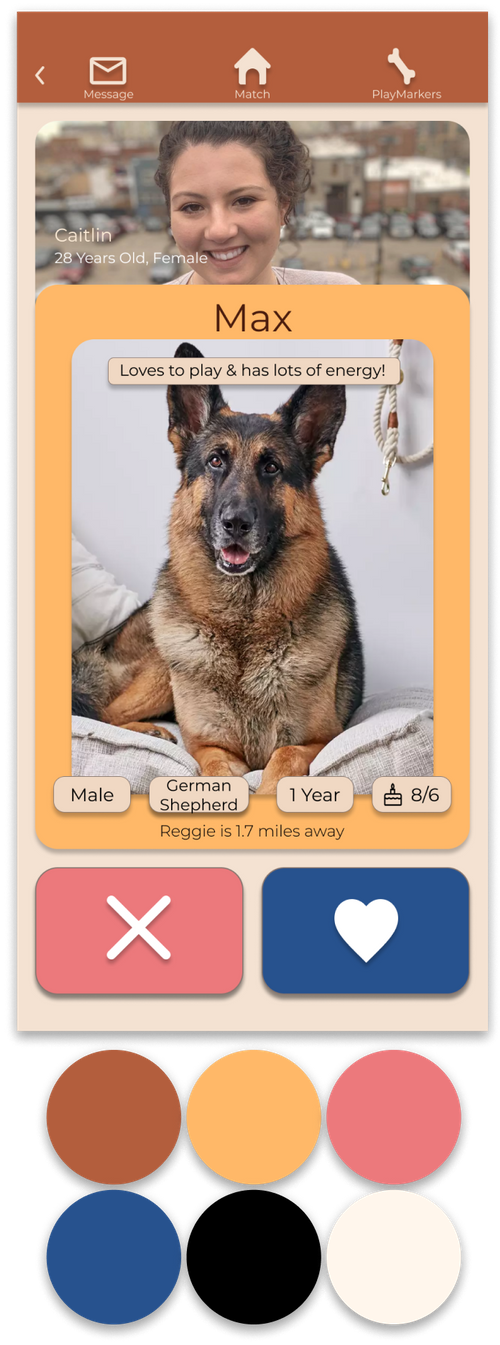 Message
Match
PlayMarkers
Caitlin
28 Years Old, Female
Max
Loves to play & has lots of energy!
Male
German
Shepherd
1 Year
8/6
Reggie is 1.7 miles away